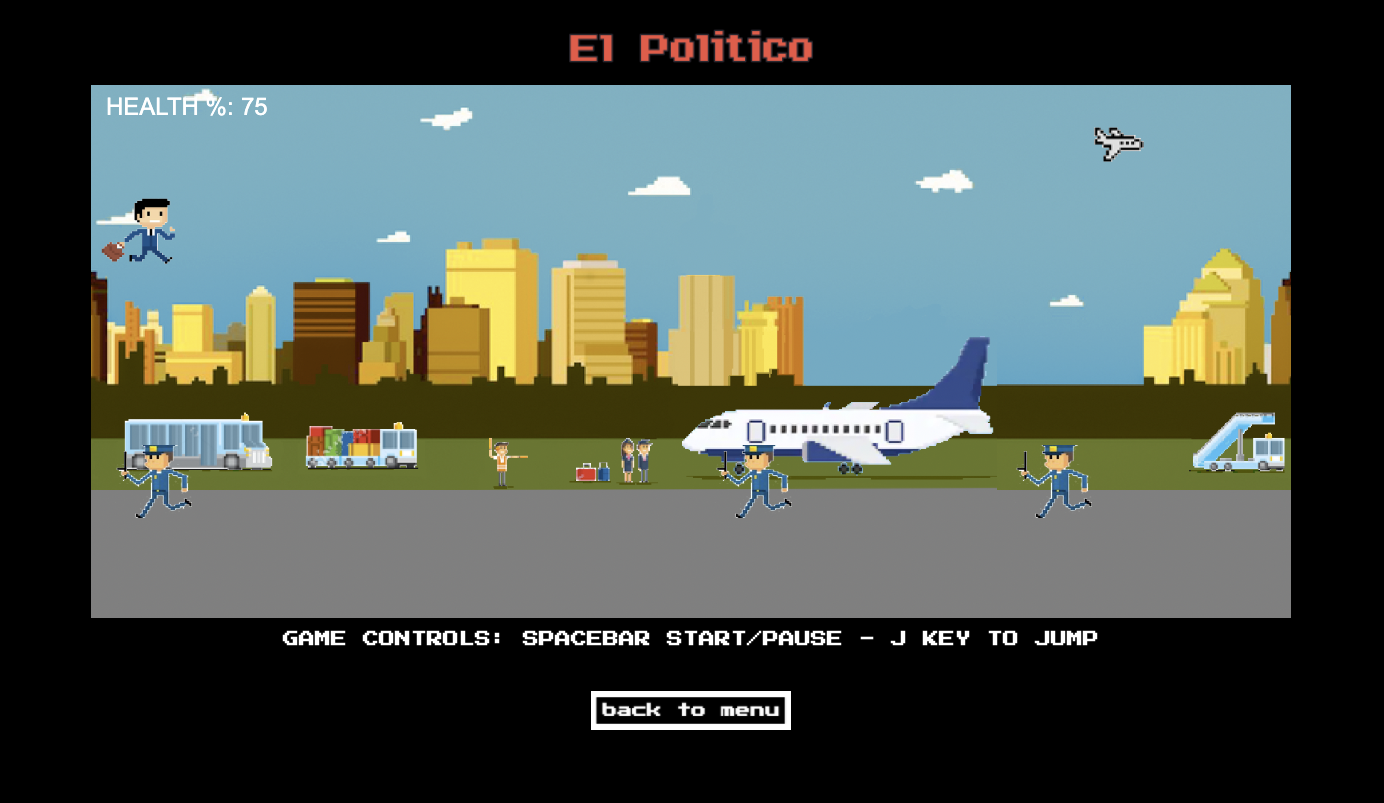 El Politico
HEALTH %: 75
GAME CONTROLS: SPACEBAR START/PAUSE - J KEY TO JUMP
back to menu